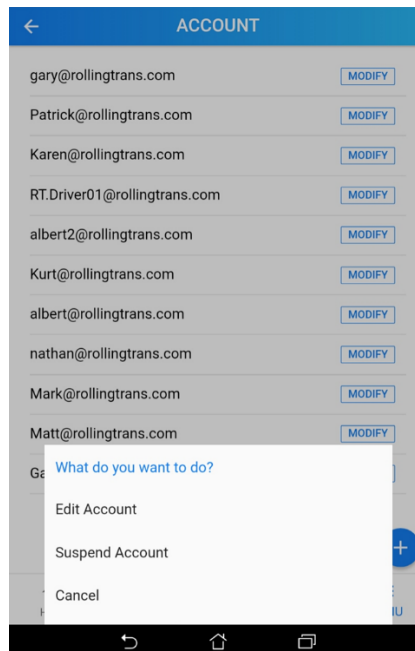 ACCOUNT
gary@rollingtrans.com MODIFY
Patrick@rollingtrans.com MODIFY
Karen@rollingtrans.com MODIFY
RT.Driver01@rollingtrans.com MODIFY
albert2@rollingtrans.com MODIFY
Kurt@rollingtrans.com MODIFY
albert@rollingtrans.com MODIFY
nathan@rollingtrans.com MODIFY
Mark@rollingtrans.com MODIFY
Matt@rollingtrans.com MODIFY
What do you want to do?
Edit Account
Suspend Account
Cancel